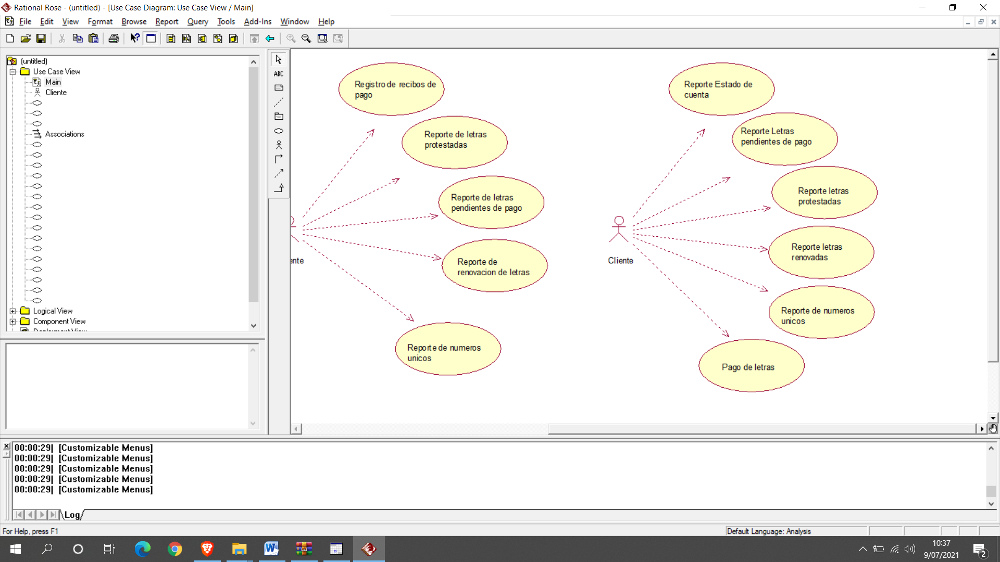 Rational Rose - (untitled) - [Use Case Diagram: Use Case View / Main]
File Edit View Format Browse Report Query Tools Add-Ins Window Help
(untitled)
Use Case View
Main
Cliente
Associations
Logical View
Component View
Deployment View
ABC
Registro de recibos de
pago
Reporte de letras
protestadas
Reporte de letras
pendientes de pago
Reporte de
renovacion de letras
Reporte de numeros
unicos
ente
Reporte Estado de
cuenta
Reporte Letras
pendientes de pago
Reporte letras
protestadas
Reporte letras
renovadas
Reporte de numeros
unicos
Pago de letras
Cliente
00:00:29| [Customizable Menus]
00:00:29| [Customizable Menus]
00:00:29| [Customizable Menus]
00:00:29| [Customizable Menus]
00:00:29| [Customizable Menus]
Log
For Help, press F1
Default Language: Analysis
10:37
9/07/2021
2